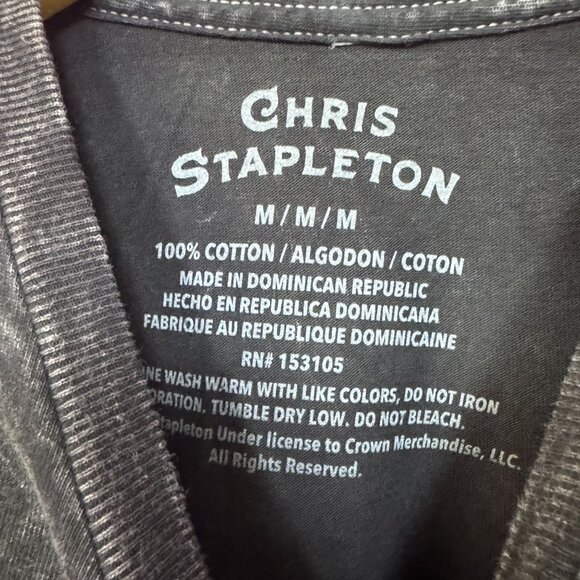 CHRIS
STAPLETON
M / M / M
100% COTTON / ALGODON / COTON
MADE IN DOMINICAN REPUBLIC
HECHO EN REPUBLICA DOMINICANA
FABRIQUE AU REPUBLIQUE DOMINICAINE
RN# 153105
WASH WARM WITH LIKE COLORS, DO NOT IRON
TUMBLE DRY LOW. DO NOT BLEACH.
Stapleton Under license to Crown Merchandise, LLC.
All Rights Reserved.